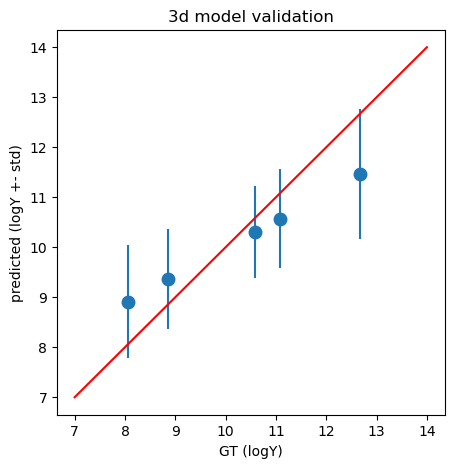 3d model validation
14
13
12
11
10
9
8
7
predicted (logY +- std)
7 8 9 10 11 12 13 14
GT (logY)